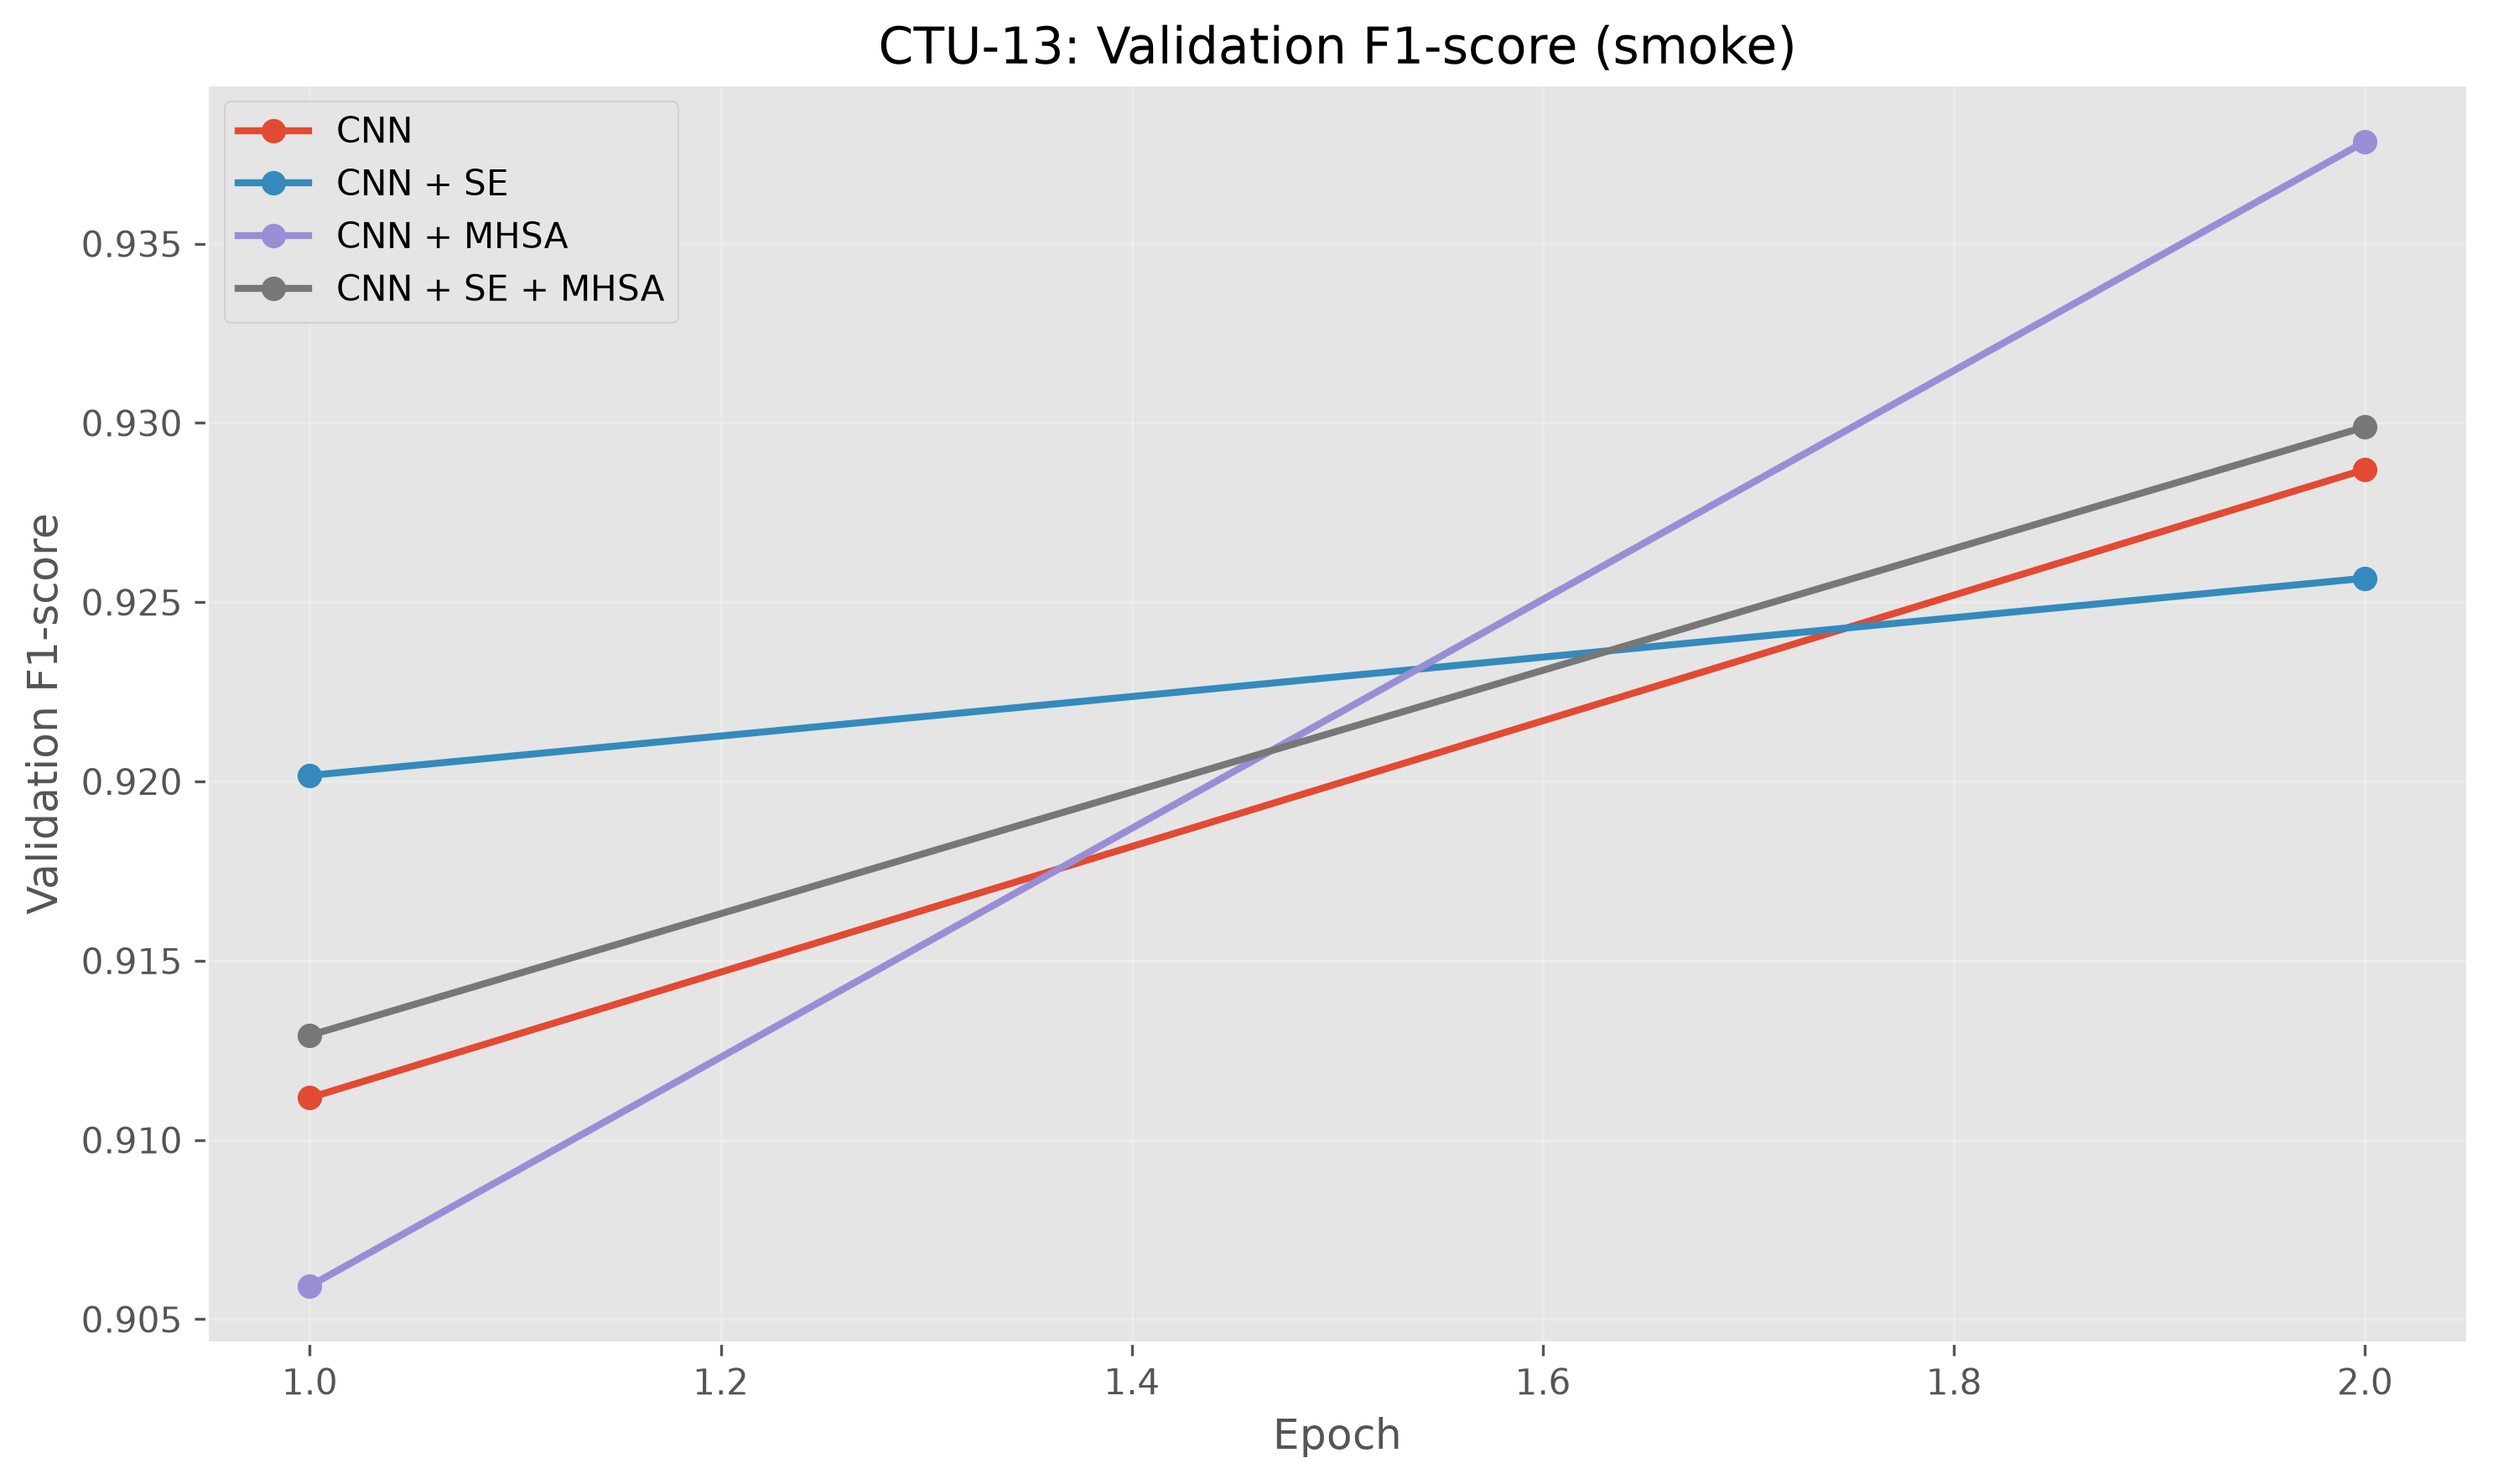 CTU-13: Validation F1-score (smoke)
CNN
CNN + SE
CNN + MHSA
CNN + SE + MHSA
Validation F1-score
0.935
0.930
0.925
0.920
0.915
0.910
0.905
1.0 1.2 1.4 1.6 1.8 2.0
Epoch